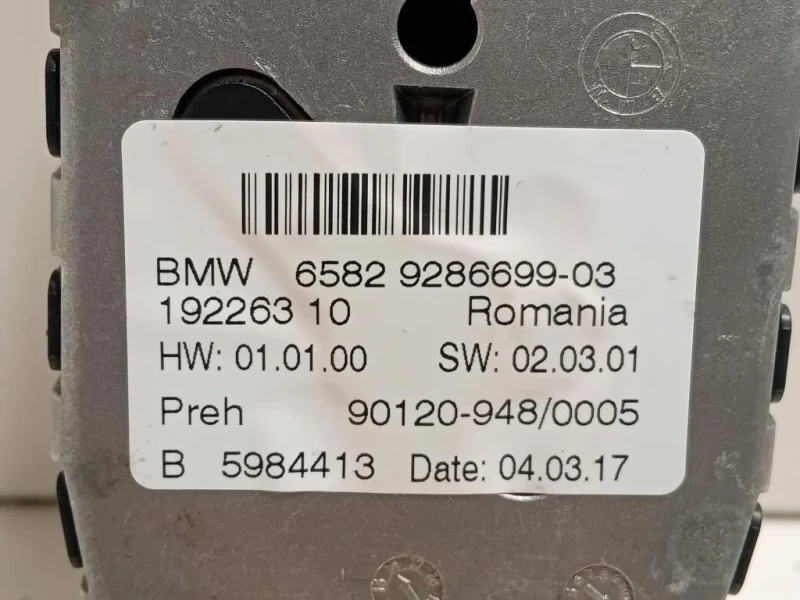 BMW 6582 9286699-03
192263 10 Romania
HW: 01.01.00 SW: 02.03.01
Preh 90120-948/0005
B 5984413 Date: 04.03.17